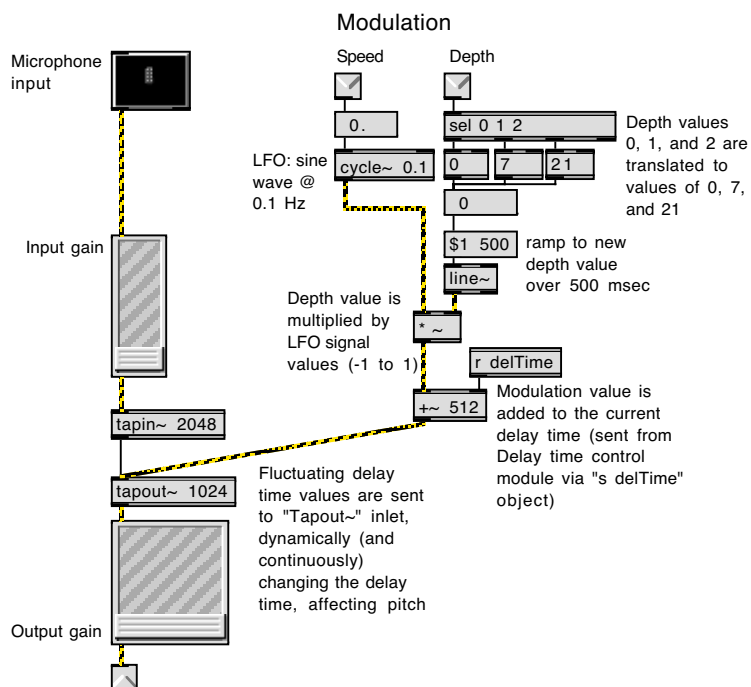 Modulation
Microphone
input
Speed
Depth
0.
sel 0 1 2
Depth values
0, 1, and 2 are
translated to
values of 0, 7,
and 21
LFO: sine
wave @
0.1 Hz
cycle~ 0.1
0
7
21
0
Input gain
$1 500
ramp to new
depth value
over 500 msec
line~
Depth value is
multiplied by
LFO signal
values (-1 to 1)
* ~
r delTime
+~ 512
Modulation value is
added to the current
delay time (sent from
Delay time control
module via "s delTime"
object)
tapin~ 2048
tapout~ 1024
Fluctuating delay
time values are sent
to "Tapout~" inlet,
dynamically (and
continuously)
changing the delay
time, affecting pitch
Output gain